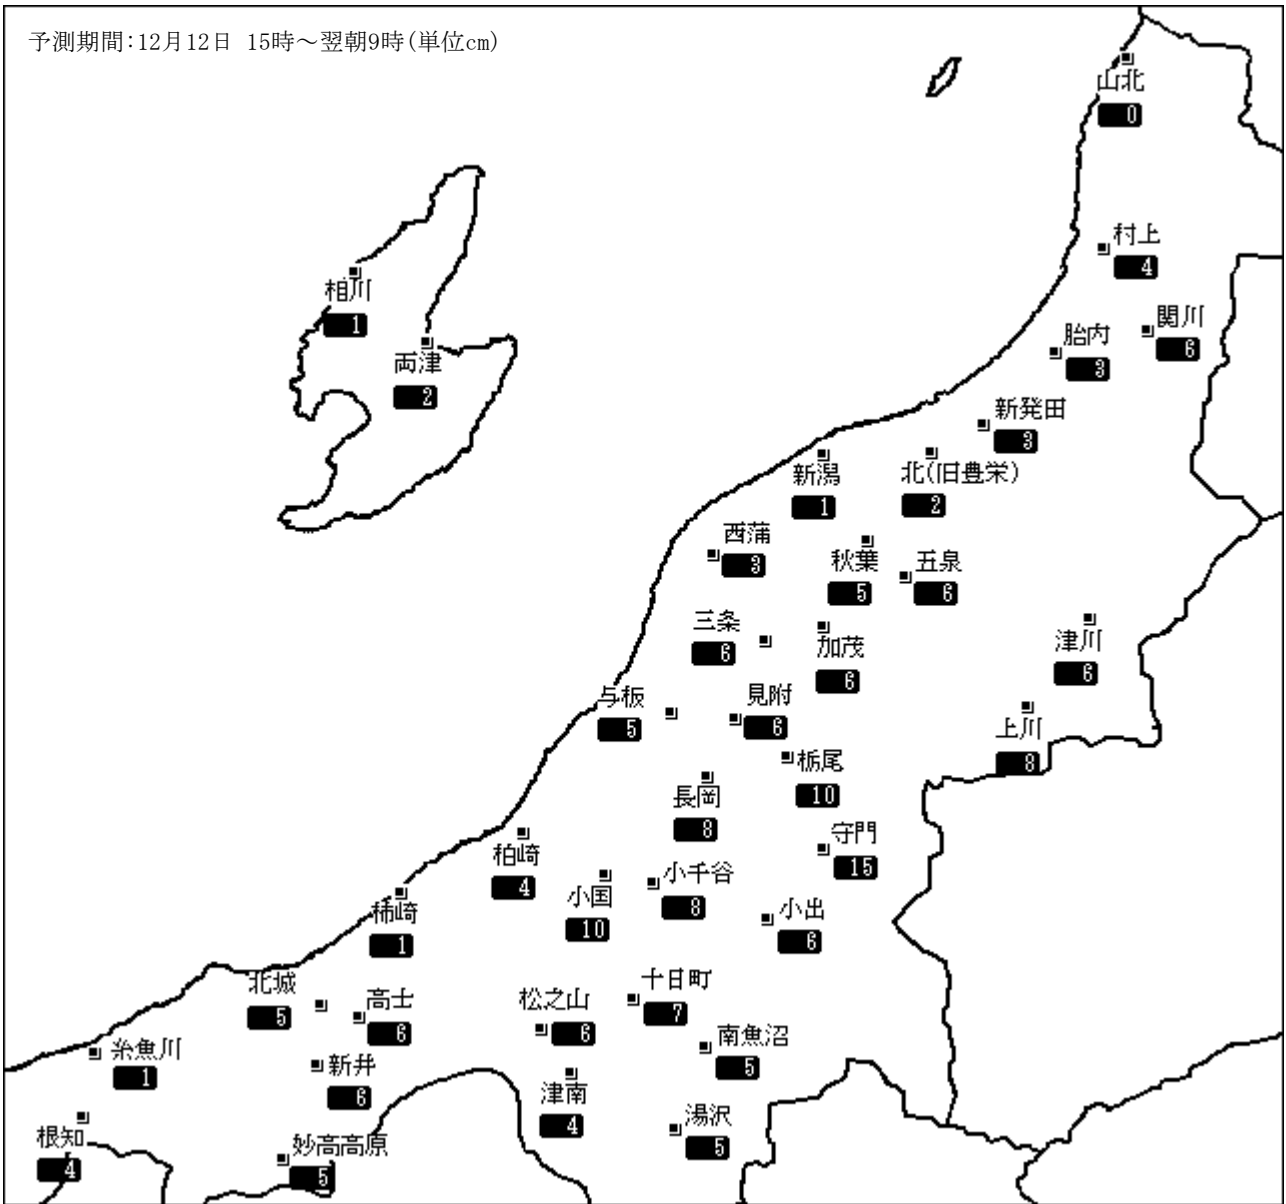 予測期間:12月12日 15時～翌朝9時(単位cm)
山北
0
村上
4
相川
1
関川
6
胎内
3
両津
2
新発田
3
新潟
1
北(旧豊栄)
2
西蒲
3
秋葉
5
五泉
6
三条
6
加茂
6
津川
6
与板
5
見附
6
上川
8
栃尾
10
長岡
8
守門
15
柏崎
4
小国
10
小千谷
8
小出
6
柿崎
1
北城
5
高士
6
松之山
6
十日町
7
南魚沼
5
糸魚川
1
新井
6
津南
4
湯沢
5
根知
4
妙高高原
5